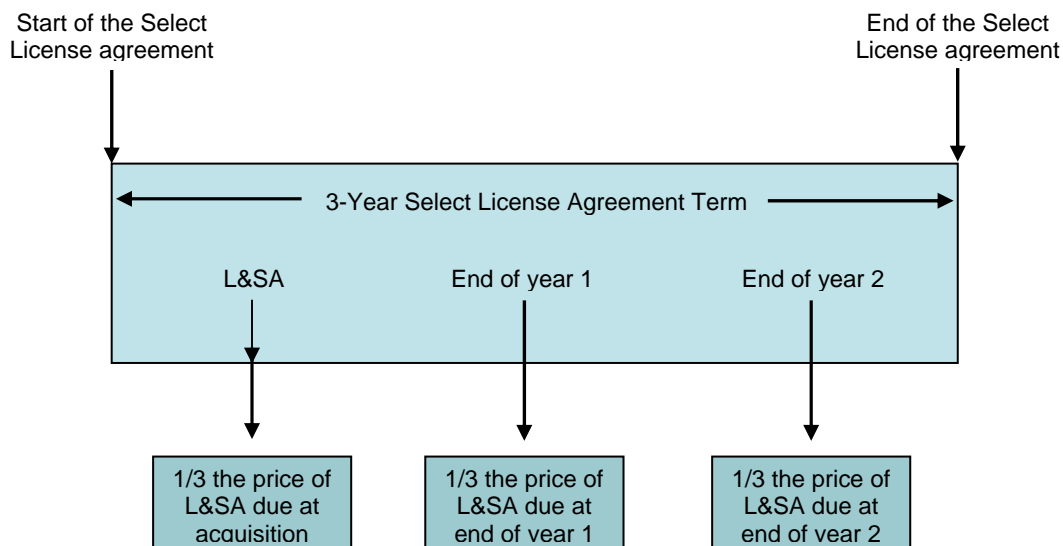 Start of the Select
License agreement
End of the Select
License agreement
3-Year Select License Agreement Term
L&SA
End of year 1
End of year 2
1/3 the price of
L&SA due at
acquisition
1/3 the price of
L&SA due at
end of year 1
1/3 the price of
L&SA due at
end of year 2